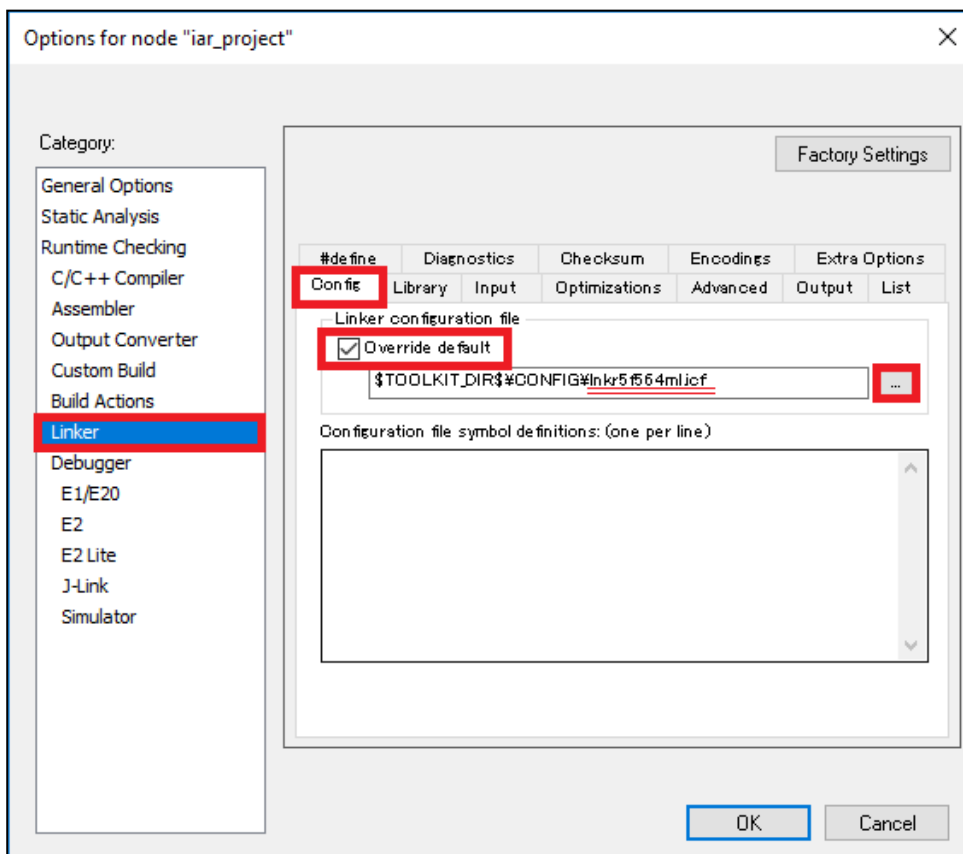 Options for node "iar_project"
Category:
Factory Settings
General Options
Static Analysis
Runtime Checking
C/C++ Compiler
Assembler
Output Converter
Custom Build
Build Actions
Linker
Debugger
E1/E20
E2
E2 Lite
J-Link
Simulator
#define Diagnostics Checksum Encodings Extra Options
Config Library Input Optimizations Advanced Output List
Linker configuration file
Override default
$TOOLKIT_DIR$¥CONFIG¥lnkr5f564ml.icf
...
Configuration file symbol definitions: (one per line)
OK Cancel